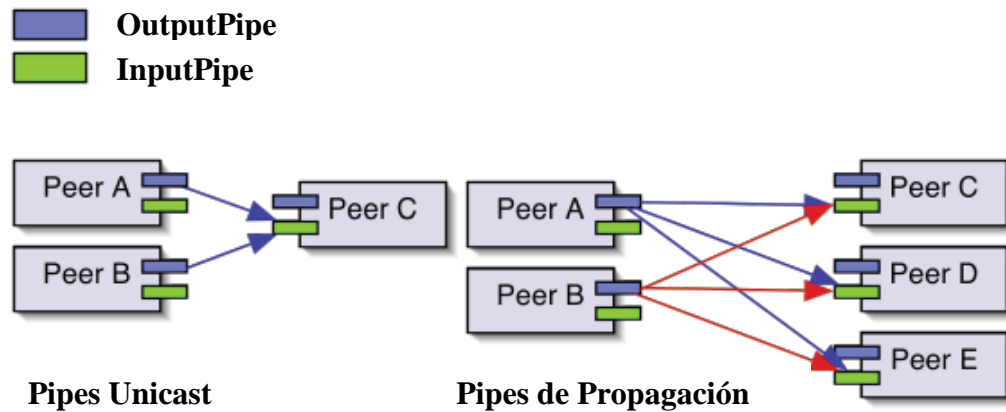 OutputPipe
InputPipe
Peer A
Peer B
Peer C
Pipes Unicast
Peer A
Peer B
Peer C
Peer D
Peer E
Pipes de Propagación